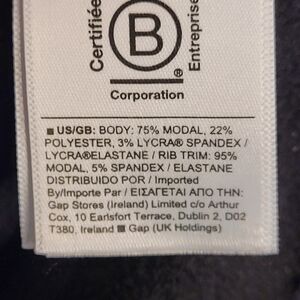 Certifiée
B
Entreprise
®
Corporation
■ US/GB: BODY: 75% MODAL, 22%
POLYESTER, 3% LYCRA® SPANDEX /
LYCRA®ELASTANE / RIB TRIM: 95%
MODAL, 5% SPANDEX / ELASTANE
DISTRIBUIDO POR / Imported
By/Importe Par / ΕΙΣΑΓΕΤΑΙ ΑΠΟ ΤΗΝ:
Gap Stores (Ireland) Limited c/o Arthur
Cox, 10 Earlsfort Terrace, Dublin 2, D02
T380, Ireland ■ Gap (UK Holdings)